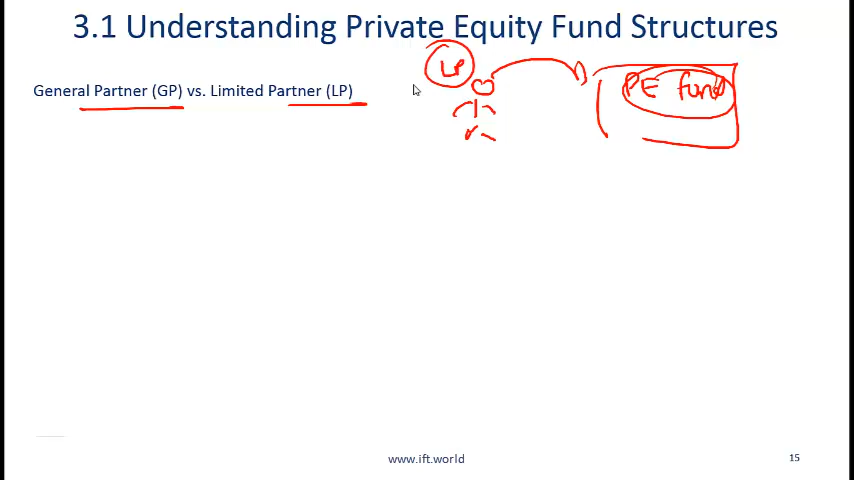 3.1 Understanding Private Equity Fund Structures
General Partner (GP) vs. Limited Partner (LP)
LP
PE fund
www.ift.world
15